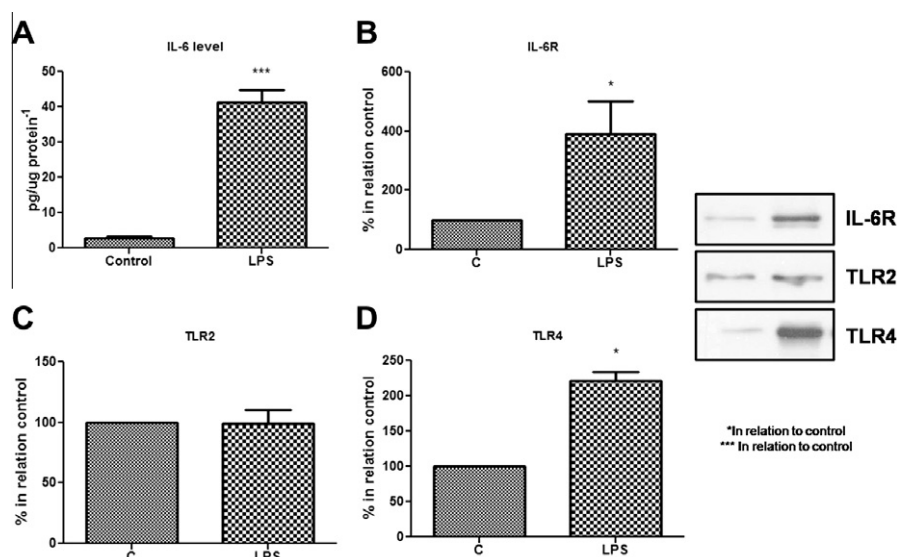 A
IL-6 level
pg/ug protein-1
50
40
30
20
10
0
***
Control
LPS
B
IL-6R
% in relation control
600
400
200
0
*
C
LPS
IL-6R
TLR2
TLR4
C
TLR2
% in relation control
150
100
50
0
C
LPS
D
TLR4
% in relation control
250
200
150
100
50
0
*
C
LPS
*In relation to control
*** In relation to control